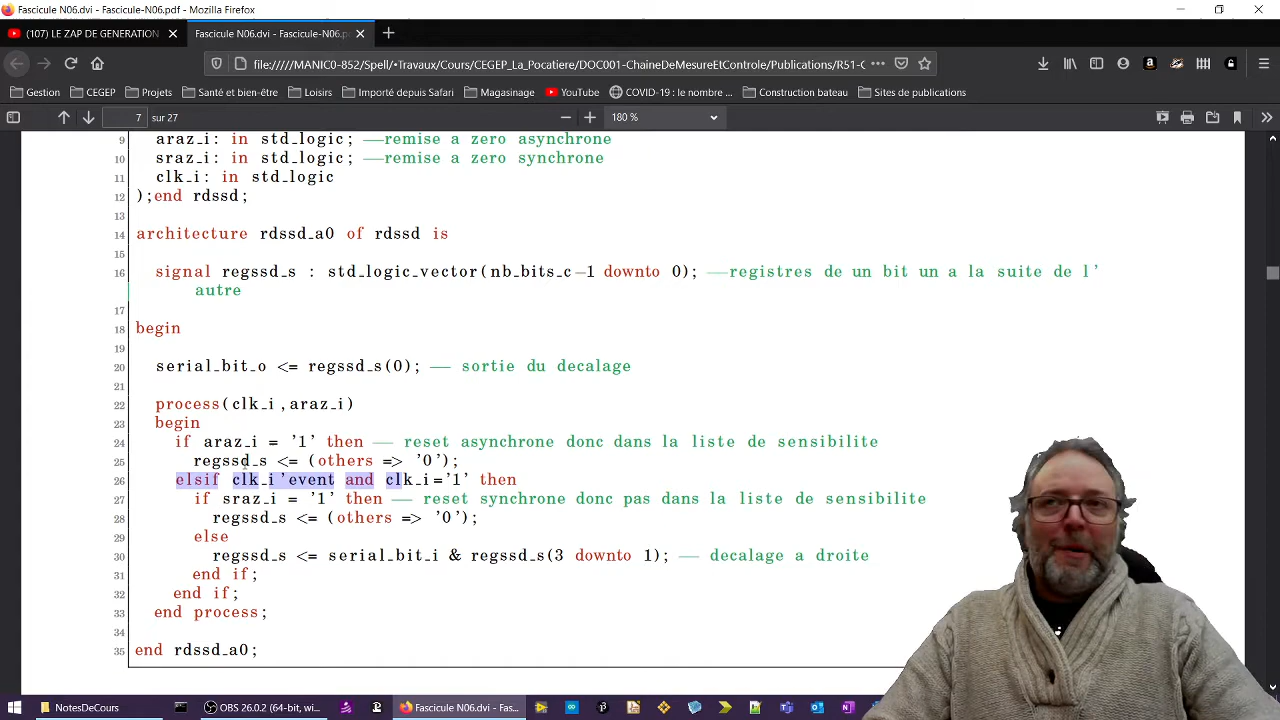 Fascicule N06.dvi - Fascicule-N06.pdf - Mozilla Firefox
(107) LE ZAP DE GENERATION
Fascicule N06.dvi - Fascicule-N06.p
file://///MANIC0-852/Spell/•Travaux/Cours/CEGEP_La_Pocatiere/DOC001-ChaineDeMesureEtControle/Publications/R51-C
Gestion CEGEP Projets Santé et bien-être Loisirs Importé depuis Safari Magasinage YouTube COVID-19 : le nombre ... Construction bateau Sites de publications
7 sur 27 180 %
9 araz_i: in std_logic; --remise a zero asynchrone
10 sraz_i: in std_logic; --remise a zero synchrone
11 clk_i: in std_logic
12 );end rdssd;
13
14 architecture rdssd_a0 of rdssd is
15
16 signal regssd_s : std_logic_vector(nb_bits_c-1 downto 0); --registres de un bit un a la suite de l'
autre
17
18 begin
19
20 serial_bit_o <= regssd_s(0); -- sortie du decalage
21
22 process(clk_i,araz_i)
23 begin
24 if araz_i = '1' then -- reset asynchrone donc dans la liste de sensibilite
25 regssd_s <= (others => '0');
26 elsif clk_i'event and clk_i='1' then
27 if sraz_i = '1' then -- reset synchrone donc pas dans la liste de sensibilite
28 regssd_s <= (others => '0');
29 else
30 regssd_s <= serial_bit_i & regssd_s(3 downto 1); -- decalage a droite
31 end if;
32 end if;
33 end process;
34
35 end rdssd_a0;
NotesDeCours OBS 26.0.2 (64-bit, w... Fascicule N06.dvi - Fas...